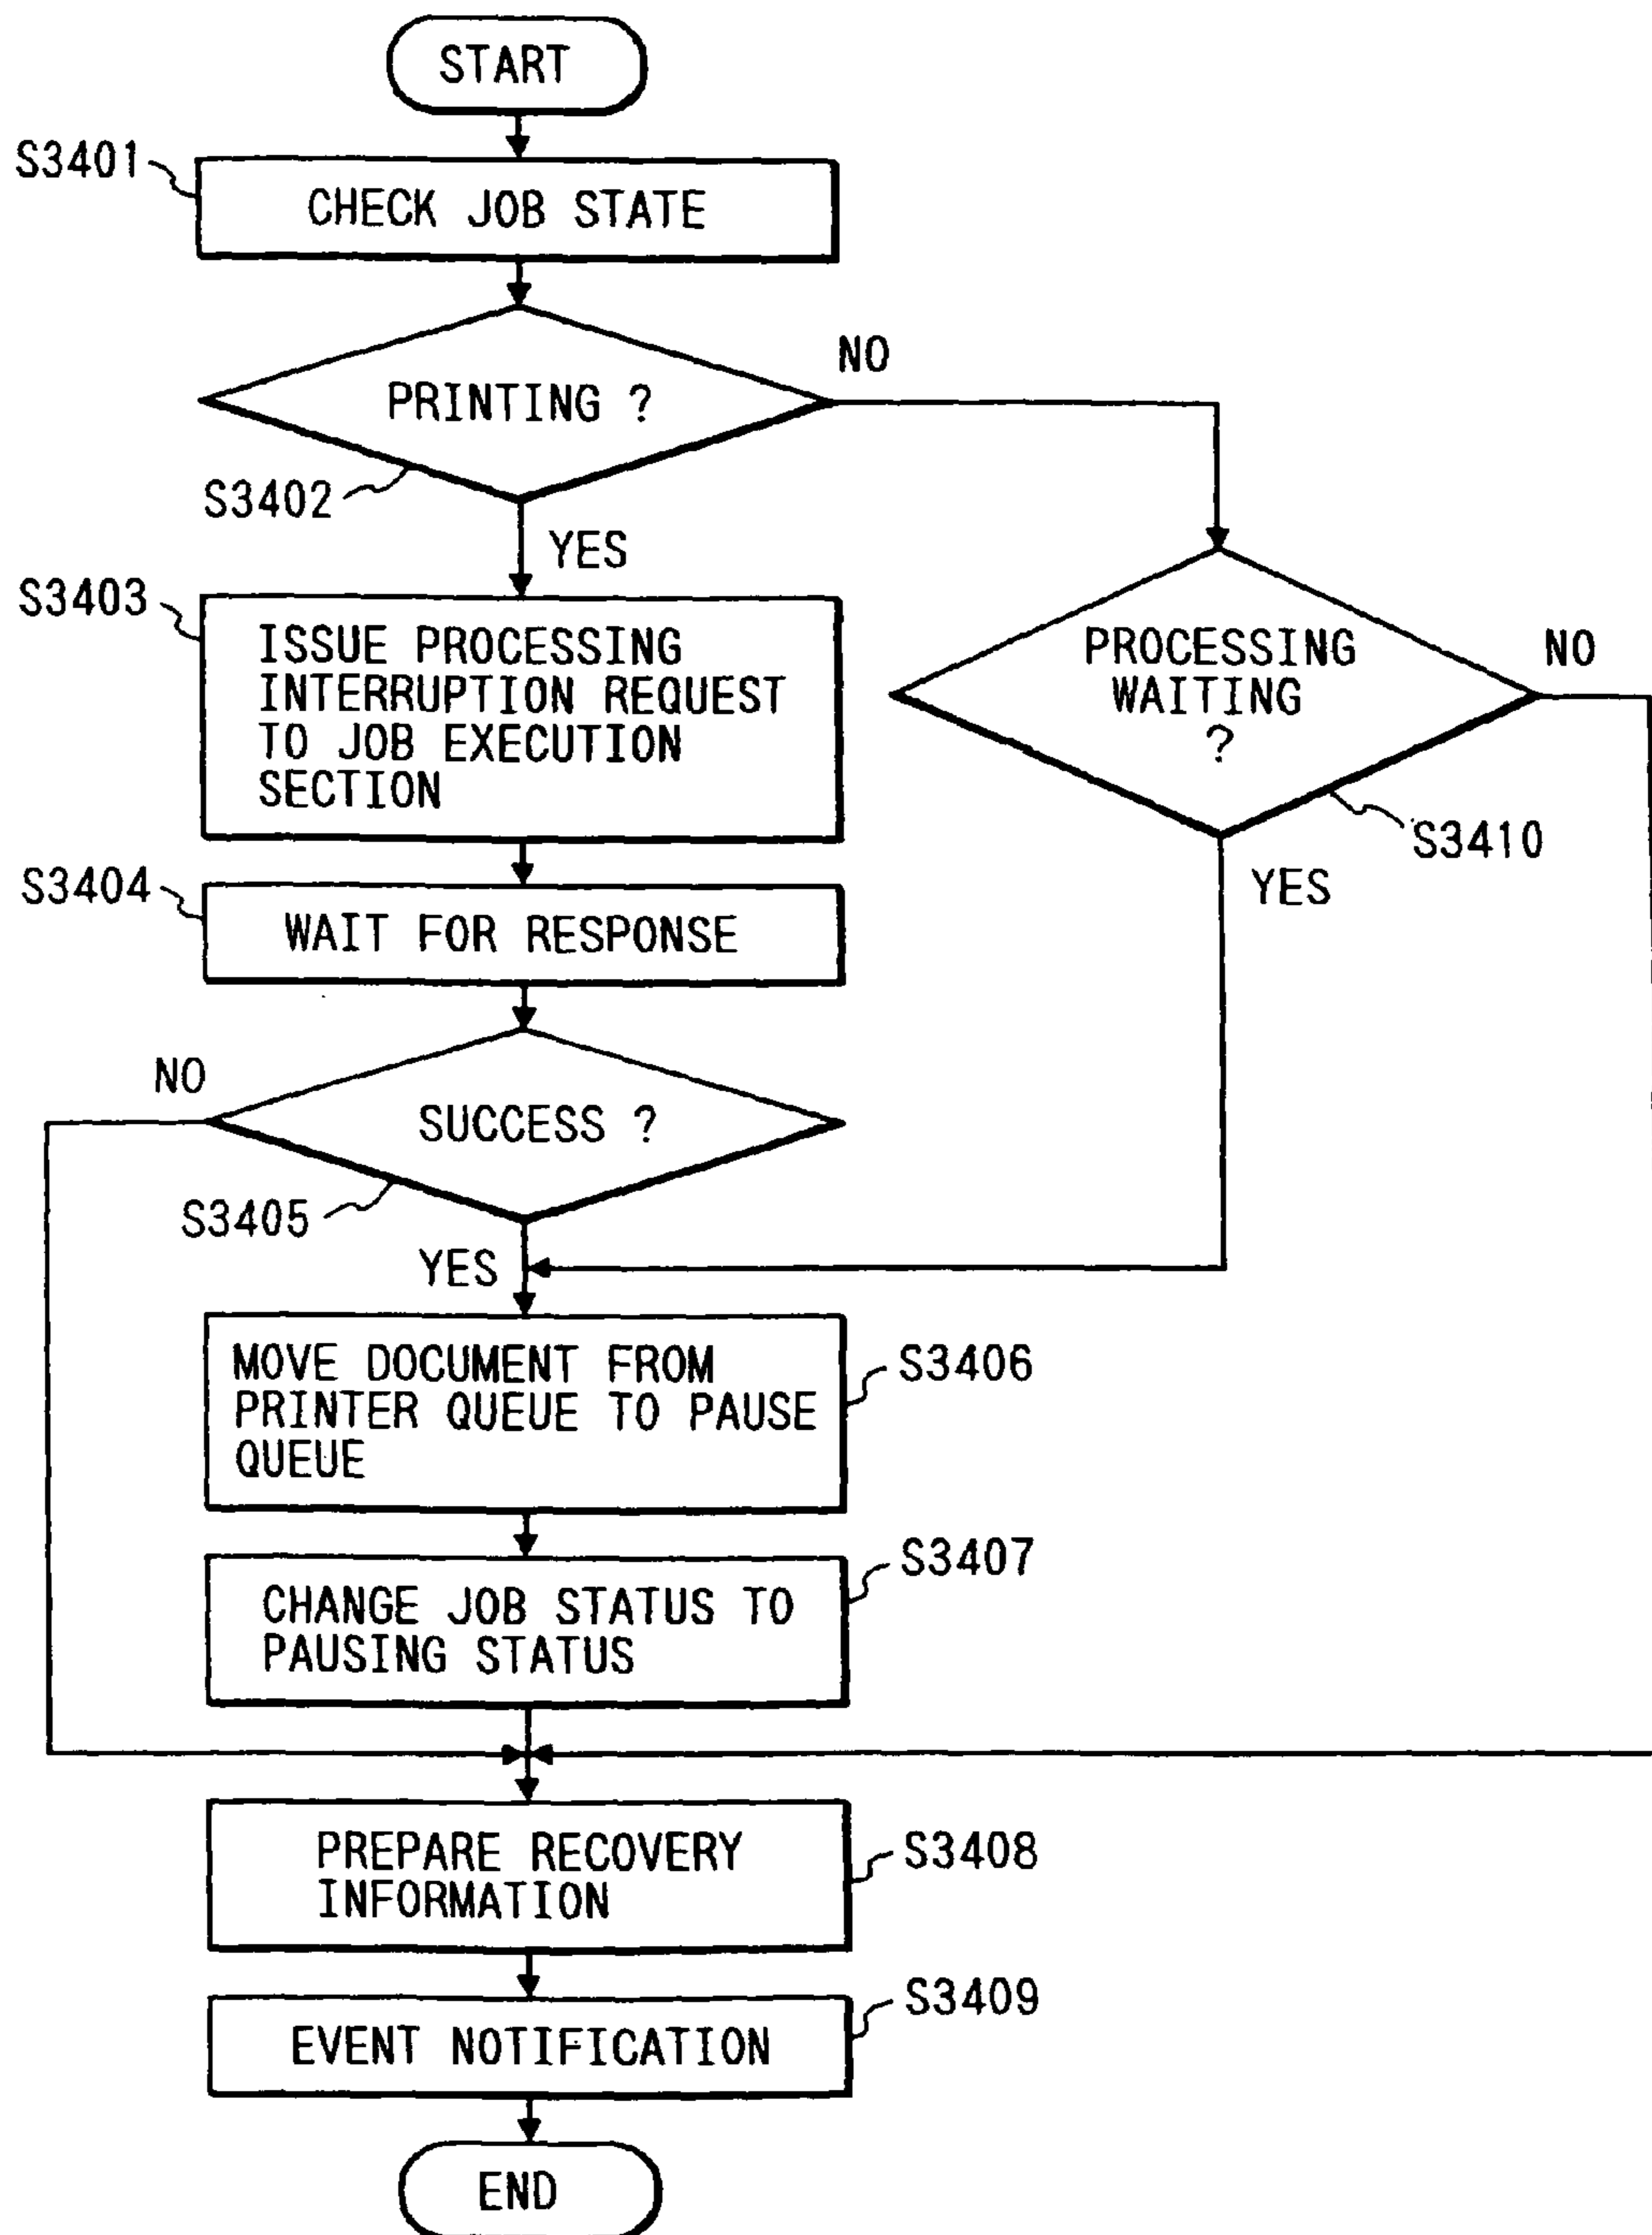 START
S3401
CHECK JOB STATE
PRINTING ?
NO
S3402
YES
S3403
ISSUE PROCESSING
INTERRUPTION REQUEST
TO JOB EXECUTION
SECTION
PROCESSING
WAITING
?
NO
S3410
YES
S3404
WAIT FOR RESPONSE
NO
SUCCESS ?
S3405
YES
MOVE DOCUMENT FROM
PRINTER QUEUE TO PAUSE
QUEUE
S3406
CHANGE JOB STATUS TO
PAUSING STATUS
S3407
PREPARE RECOVERY
INFORMATION
S3408
EVENT NOTIFICATION
S3409
END